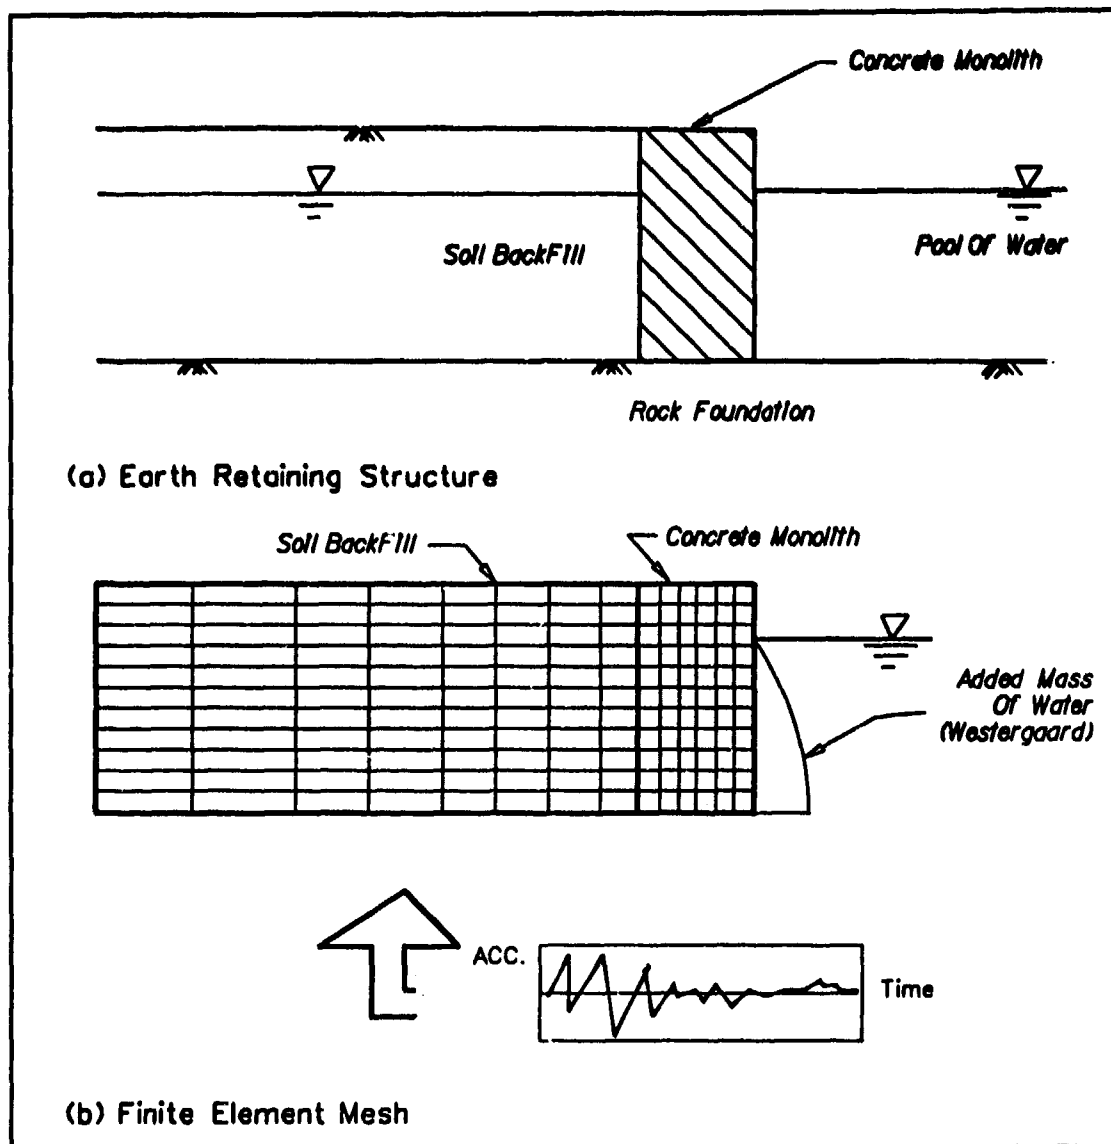 Concrete Monolith
Soil BackFill
Pool Of Water
Rock Foundation
(a) Earth Retaining Structure
Soil BackFill
Concrete Monolith
Added Mass
Of Water
(Westergaard)
ACC.
Time
(b) Finite Element Mesh